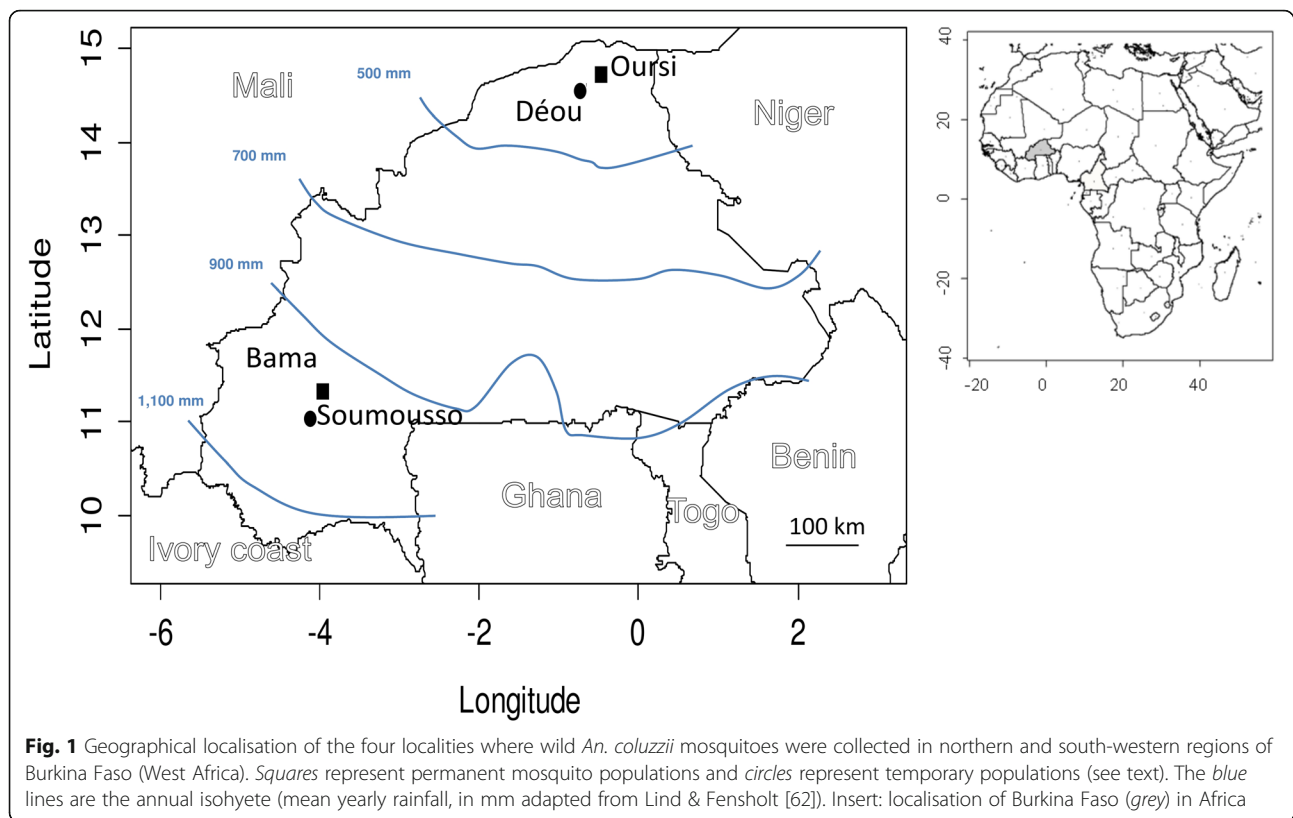 15
14
13
12
11
10
Latitude
Mali
500 mm
Oursi
Déou
Niger
700 mm
900 mm
Bama
1,100 mm
Soumousso
Benin
Ghana
Togo
100 km
Ivory coast
-6
-4
-2
0
2
Longitude
40
20
0
-20
-40
-20
0
20
40
Fig. 1 Geographical localisation of the four localities where wild An. coluzzii mosquitoes were collected in northern and south-western regions of
Burkina Faso (West Africa). Squares represent permanent mosquito populations and circles represent temporary populations (see text). The blue
lines are the annual isohyete (mean yearly rainfall, in mm adapted from Lind & Fensholt [62]). Insert: localisation of Burkina Faso (grey) in Africa